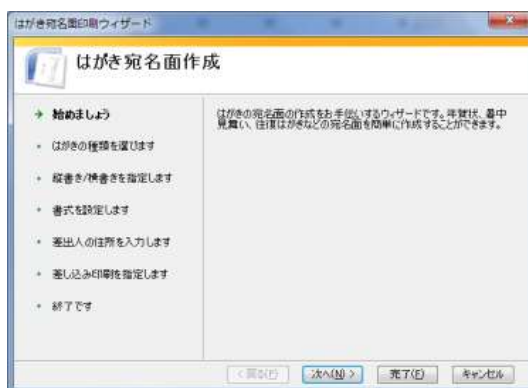 はがき宛名面印刷ウィザード
はがき宛名面作成
始めましょう
はがきの種類を選びます
縦書き/横書きを指定します
書式を設定します
差出人の住所を入力します
差し込み印刷を指定します
終了です
はがきの宛名面の作成をお手伝いするウィザードです。年賀状、暑中
見舞い、往復はがきなどの宛名面を簡単に作成することができます。
次へ(N) >
完了(F)
キャンセル